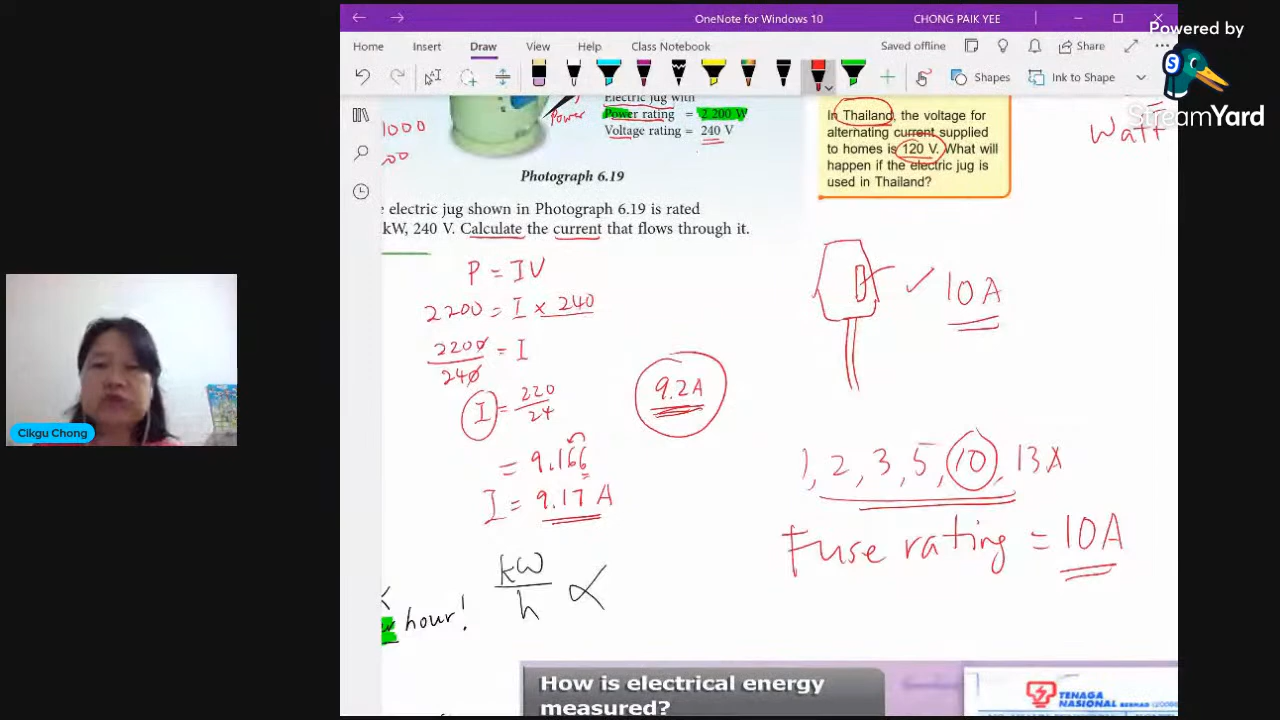 OneNote for Windows 10
CHONG PAIK YEE
Powered by
StreamYard
Home Insert Draw View Help Class Notebook
Saved offline
Share
Shapes
Ink to Shape
Electric jug with
Power rating = 2 200 W
Voltage rating = 240 V
Power
1000
Photograph 6.19
In Thailand, the voltage for
alternating current supplied
to homes is 120 V. What will
happen if the electric jug is
used in Thailand?
Watt
electric jug shown in Photograph 6.19 is rated
kW, 240 V. Calculate the current that flows through it.
P = IV
2200 = I × 240
2200/240 = I
I = 220/24
= 9.166
I = 9.17 A
9.2A
10A
1, 2, 3, 5, 10, 13A
Fuse rating = 10A
kW/h
hour!
Cikgu Chong
How is electrical energy
measured?
TENAGA
NASIONAL BERHAD